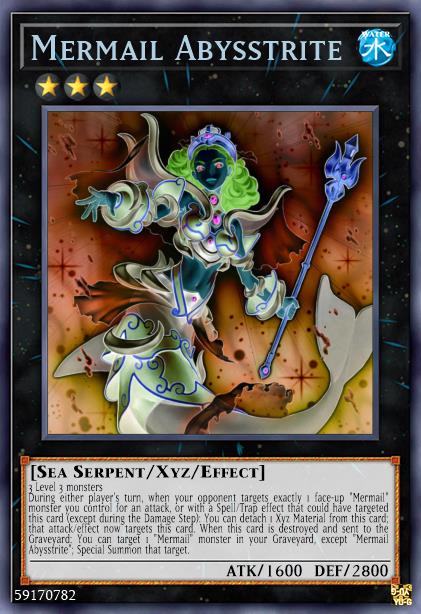 MERMAIL ABYSSTRITE
WATER
水
[SEA SERPENT/XYZ/EFFECT]
3 Level 3 monsters
During either player's turn, when your opponent targets exactly 1 face-up "Mermail"
monster you control for an attack, or with a Spell/Trap effect that could have targeted
this card (except during the Damage Step): You can detach 1 Xyz Material from this card;
that attack/effect now targets this card. When this card is destroyed and sent to the
Graveyard: You can target 1 "Mermail" monster in your Graveyard, except "Mermail
Abysstrite"; Special Summon that target.
ATK/1600 DEF/2800
59170782